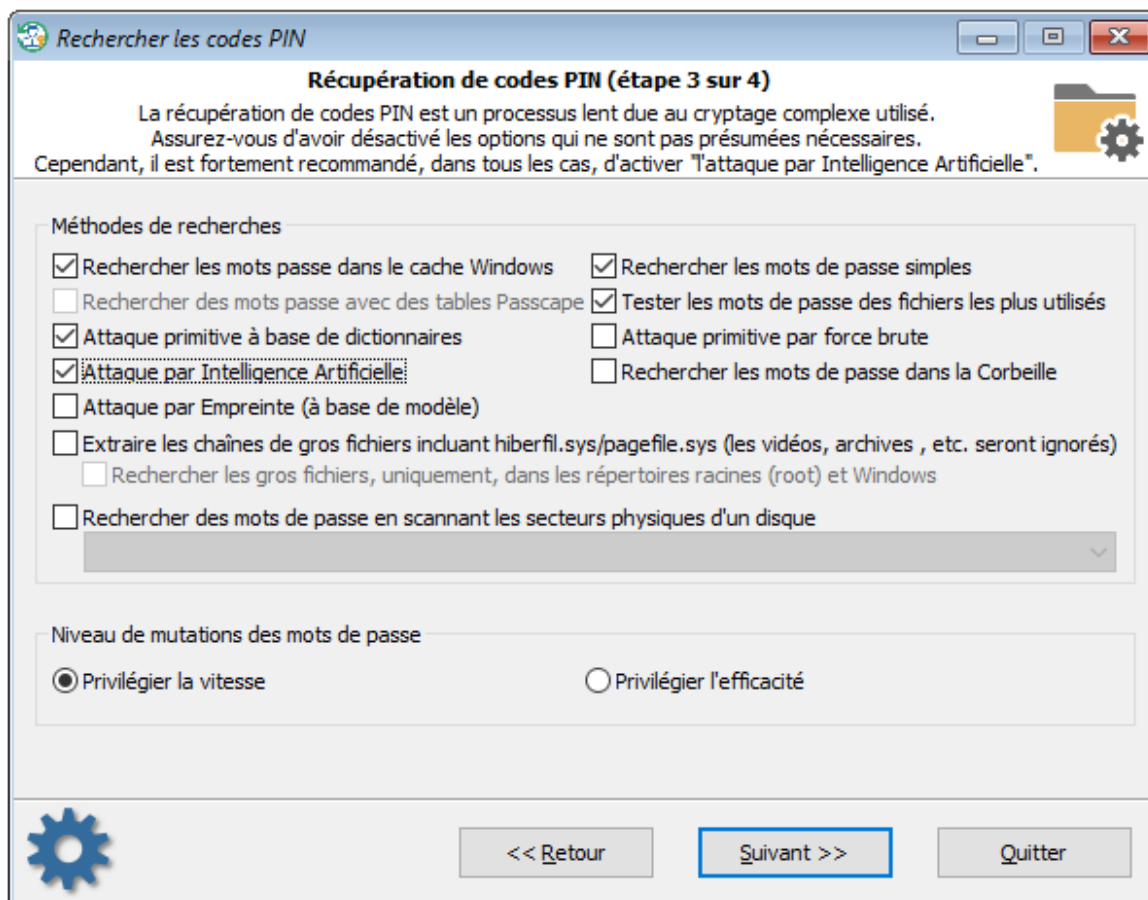 Rechercher les codes PIN
Récupération de codes PIN (étape 3 sur 4)
La récupération de codes PIN est un processus lent due au cryptage complexe utilisé.
Assurez-vous d'avoir désactivé les options qui ne sont pas présumées nécessaires.
Cependant, il est fortement recommandé, dans tous les cas, d'activer "l'attaque par Intelligence Artificielle".
Méthodes de recherches
Rechercher les mots passe dans le cache Windows
Rechercher les mots de passe simples
Rechercher des mots passe avec des tables Passcape
Tester les mots de passe des fichiers les plus utilisés
Attaque primitive à base de dictionnaires
Attaque primitive par force brute
Attaque par Intelligence Artificielle
Rechercher les mots de passe dans la Corbeille
Attaque par Empreinte (à base de modèle)
Extraire les chaînes de gros fichiers incluant hiberfil.sys/pagefile.sys (les vidéos, archives , etc. seront ignorés)
Rechercher les gros fichiers, uniquement, dans les répertoires racines (root) et Windows
Rechercher des mots de passe en scannant les secteurs physiques d'un disque
Niveau de mutations des mots de passe
Privilégier la vitesse
Privilégier l'efficacité
<< Retour
Suivant >>
Quitter